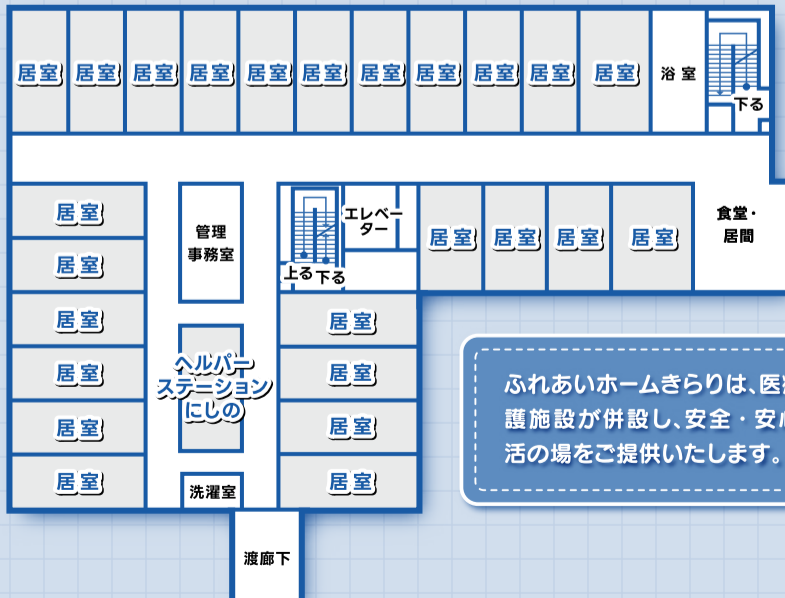 居室 居室 居室 居室 居室 居室 居室 居室 居室 居室 居室 浴室
下る
居室
居室
居室
居室
居室
居室
管理
事務室
ヘルパー
ステーション
にしの
洗濯室
渡廊下
上る 下る
エレベー
ター
居室 居室 居室 居室
食堂・
居間
居室
居室
居室
居室
ふれあいホームきらりは、医
護施設が併設し、安全・安心
活の場をご提供いたします。